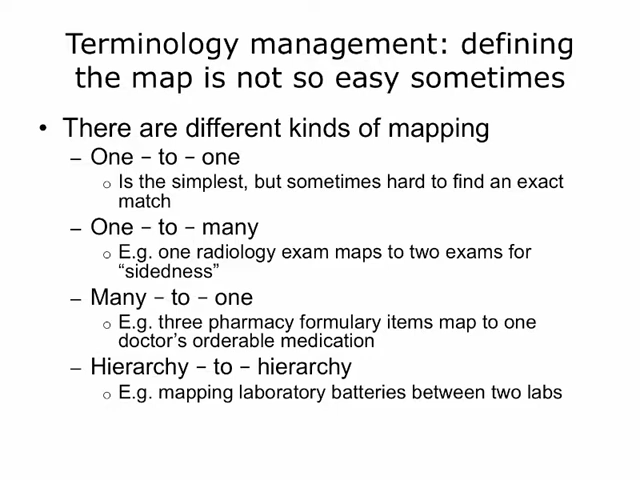 Terminology management: defining
the map is not so easy sometimes
• There are different kinds of mapping
– One – to – one
o Is the simplest, but sometimes hard to find an exact
match
– One – to – many
o E.g. one radiology exam maps to two exams for
“sidedness”
– Many – to – one
o E.g. three pharmacy formulary items map to one
doctor's orderable medication
– Hierarchy – to – hierarchy
o E.g. mapping laboratory batteries between two labs